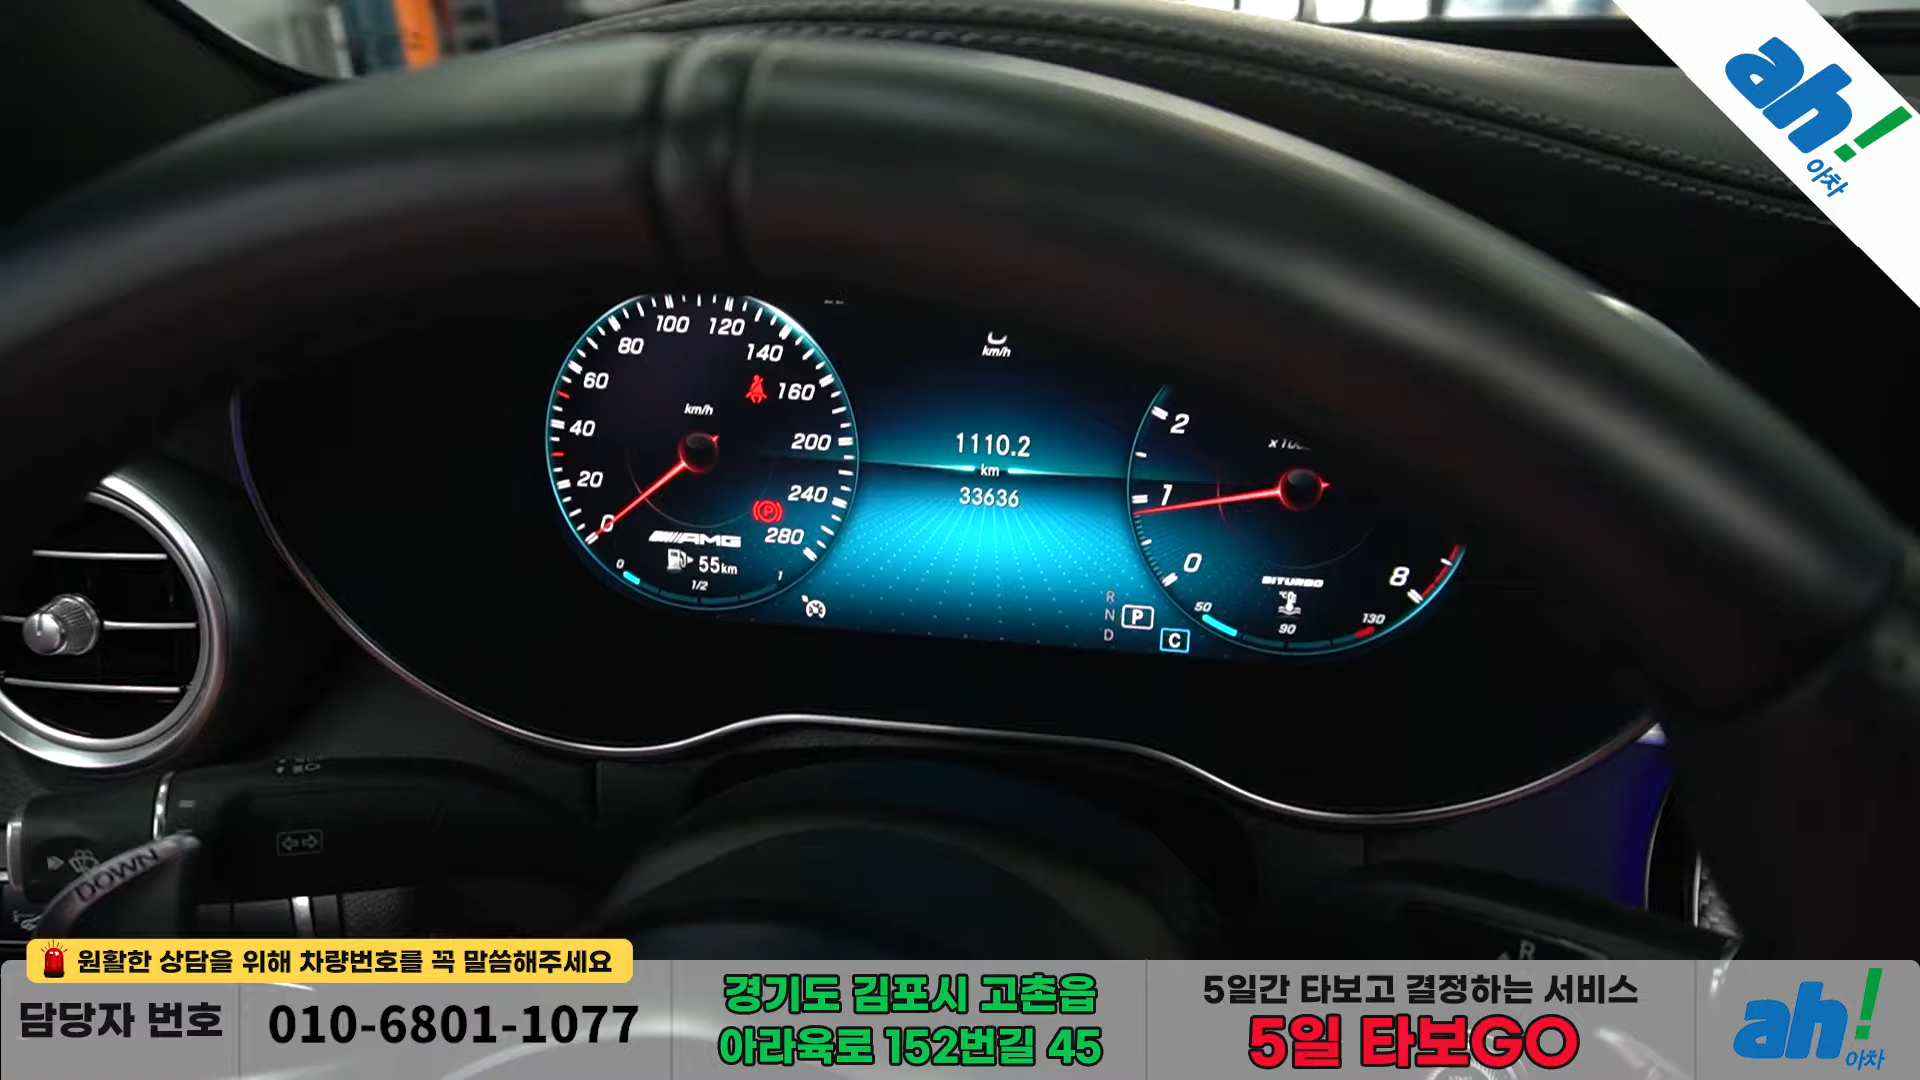 ah!
아차
100 120
80
140
60
160
km/h
km/h
40
200
20
240
0
280
AMG
55km
0
1/2
1
1110.2
km
33636
R
N
D
P
C
2
1
0
8
BITURBO
50
90
130
DOWN
R
원활한 상담을 위해 차량번호를 꼭 말씀해주세요
담당자 번호
010-6801-1077
경기도 김포시 고촌읍
아라육로 152번길 45
5일간 타보고 결정하는 서비스
5일 타보GO
ah!
아차